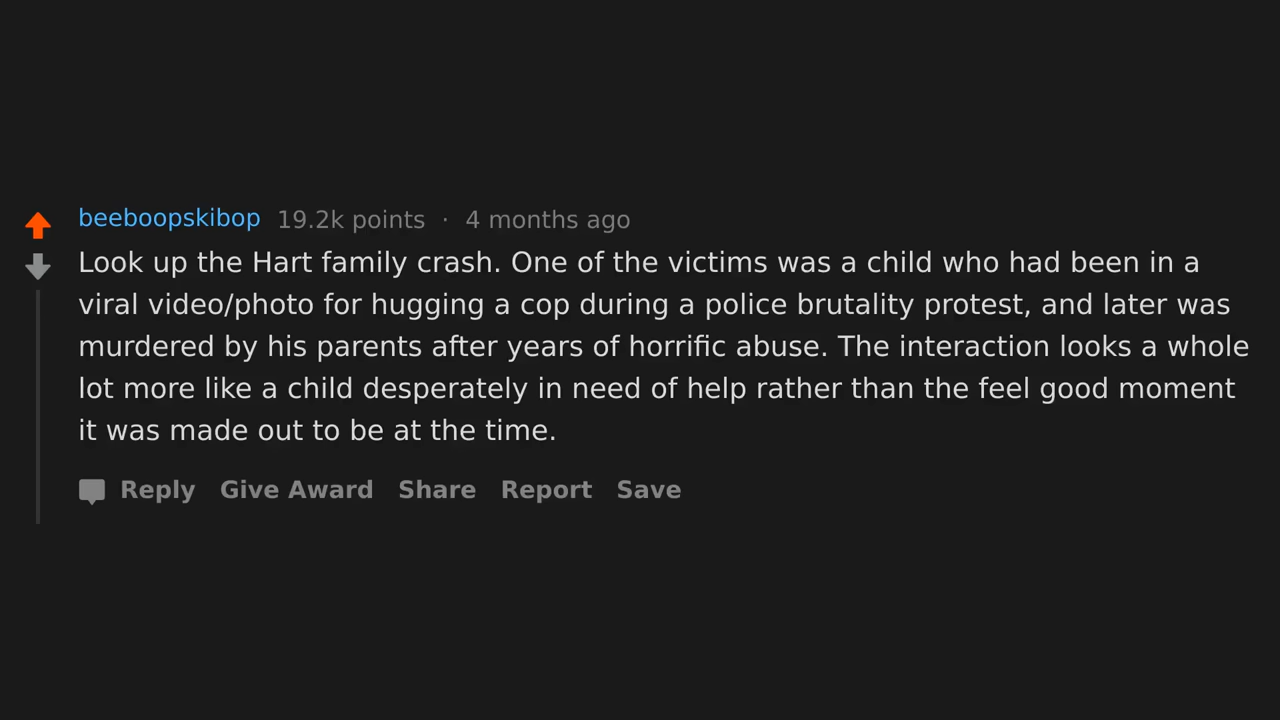 beeboopskibop 19.2k points · 4 months ago
Look up the Hart family crash. One of the victims was a child who had been in a
viral video/photo for hugging a cop during a police brutality protest, and later was
murdered by his parents after years of horrific abuse. The interaction looks a whole
lot more like a child desperately in need of help rather than the feel good moment
it was made out to be at the time.
Reply Give Award Share Report Save